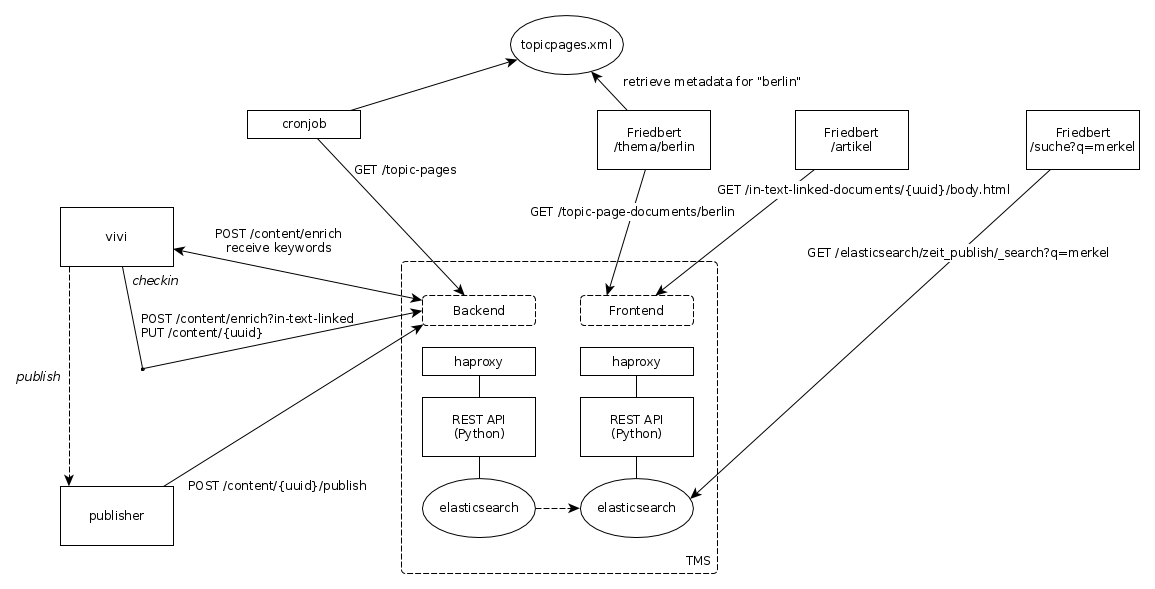 topicpages.xml
retrieve metadata for "berlin"
cronjob
Friedbert
/thema/berlin
Friedbert
/artikel
Friedbert
/suche?q=merkel
GET /topic-pages
GET /in-text-linked-documents/{uuid}/body.html
GET /topic-page-documents/berlin
vivi
POST /content/enrich
receive keywords
GET /elasticsearch/zeit_publish/_search?q=merkel
checkin
Backend
Frontend
POST /content/enrich?in-text-linked
PUT /content/{uuid}
haproxy
haproxy
publish
REST API
(Python)
REST API
(Python)
POST /content/{uuid}/publish
elasticsearch
elasticsearch
publisher
TMS